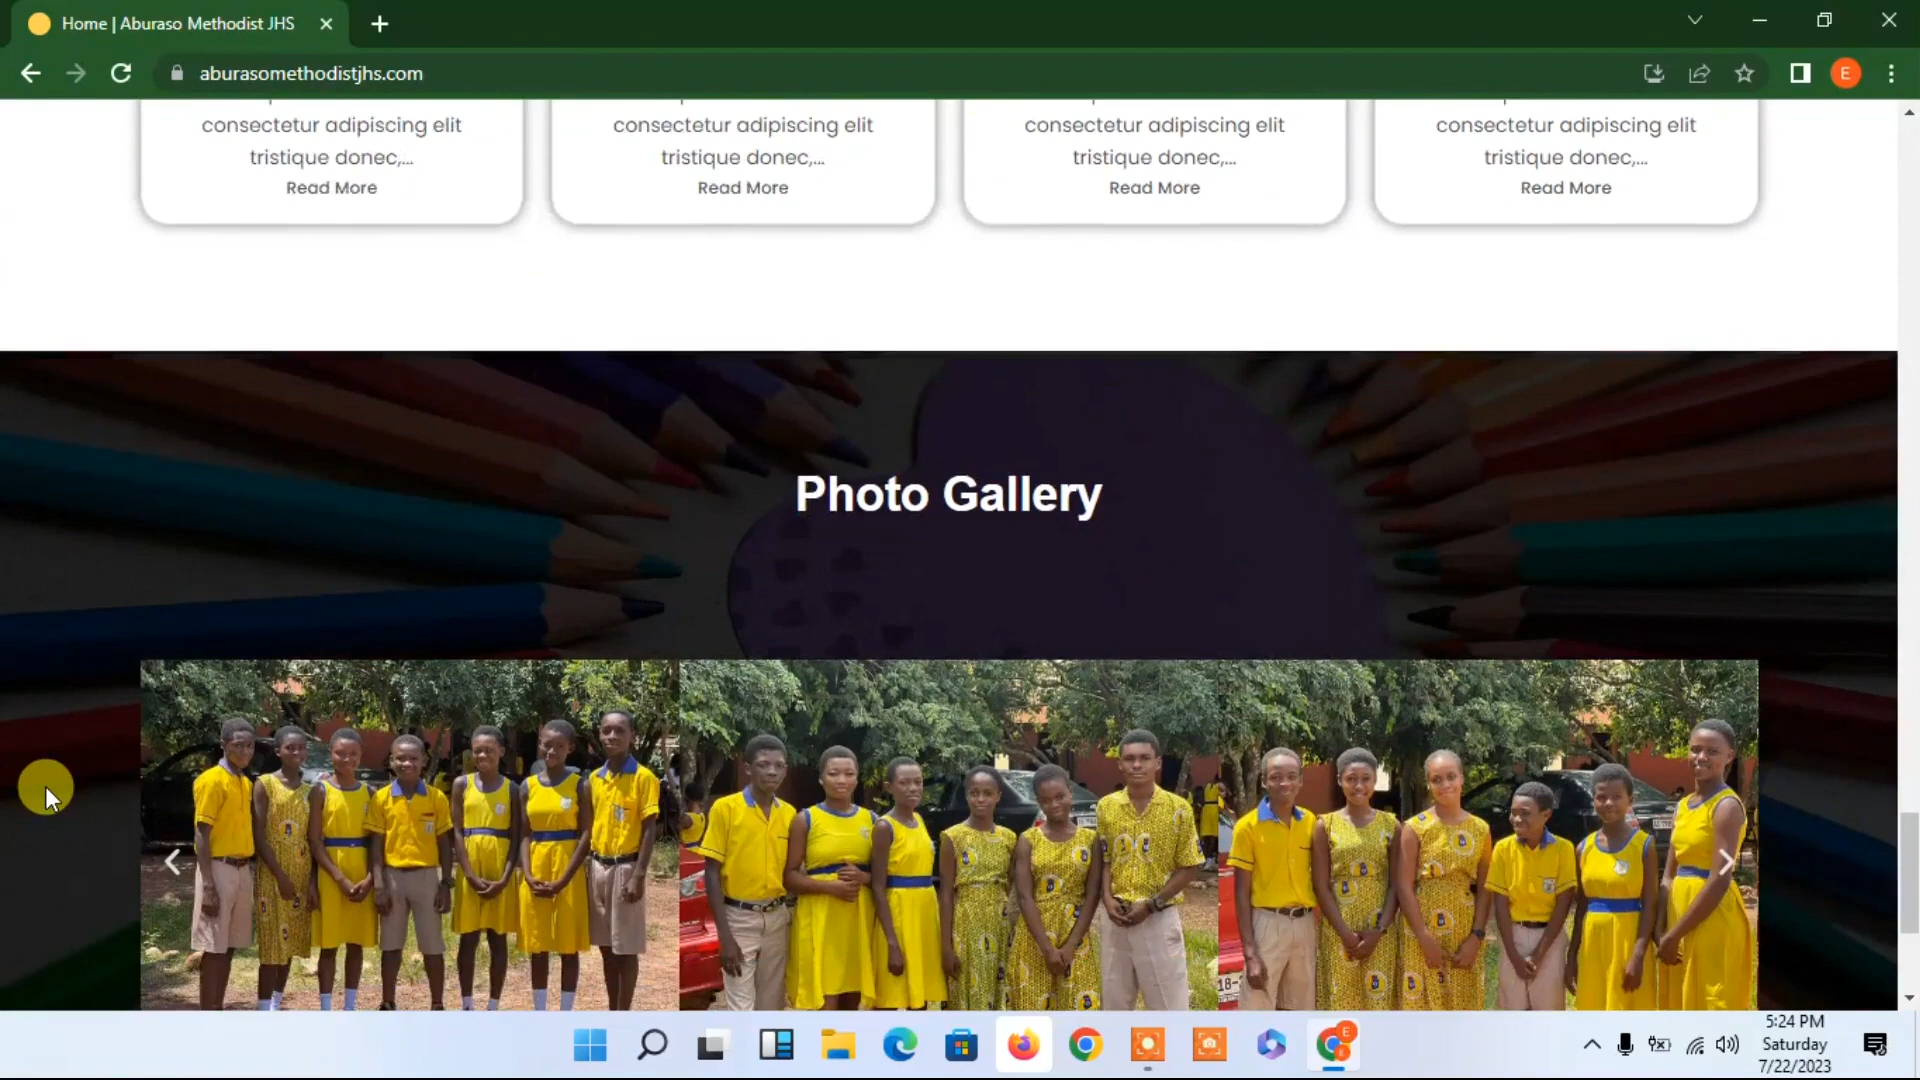 Home | Aburaso Methodist JHS
aburasomethodistjhs.com
E
consectetur adipiscing elit
tristique donec,...
Read More
consectetur adipiscing elit
tristique donec,...
Read More
consectetur adipiscing elit
tristique donec,...
Read More
consectetur adipiscing elit
tristique donec,...
Read More
Photo Gallery
18-
E
5:24 PM
Saturday
7/22/2023